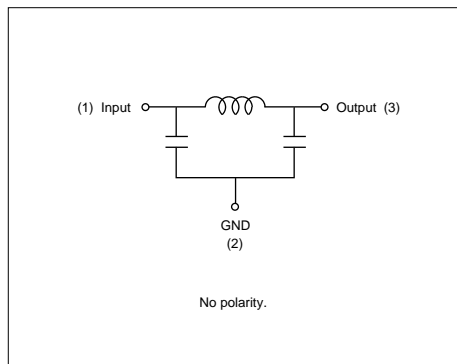 (1) Input Output (3)
GND
(2)
No polarity.